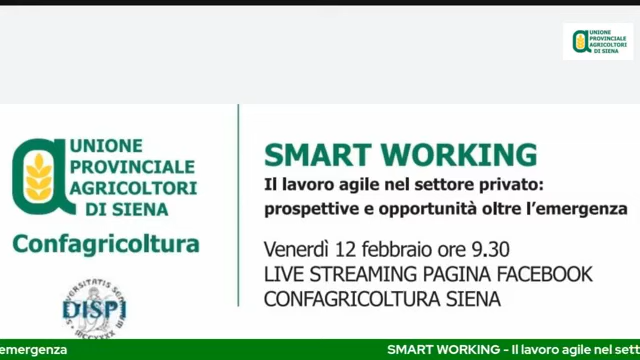 UNIONE
PROVINCIALE
AGRICOLTORI
DI SIENA
UNIONE
PROVINCIALE
AGRICOLTORI
DI SIENA
Confagricoltura
DISPI
SMART WORKING
Il lavoro agile nel settore privato:
prospettive e opportunità oltre l'emergenza
Venerdì 12 febbraio ore 9.30
LIVE STREAMING PAGINA FACEBOOK
CONFAGRICOLTURA SIENA
emergenza
SMART WORKING - Il lavoro agile nel sett